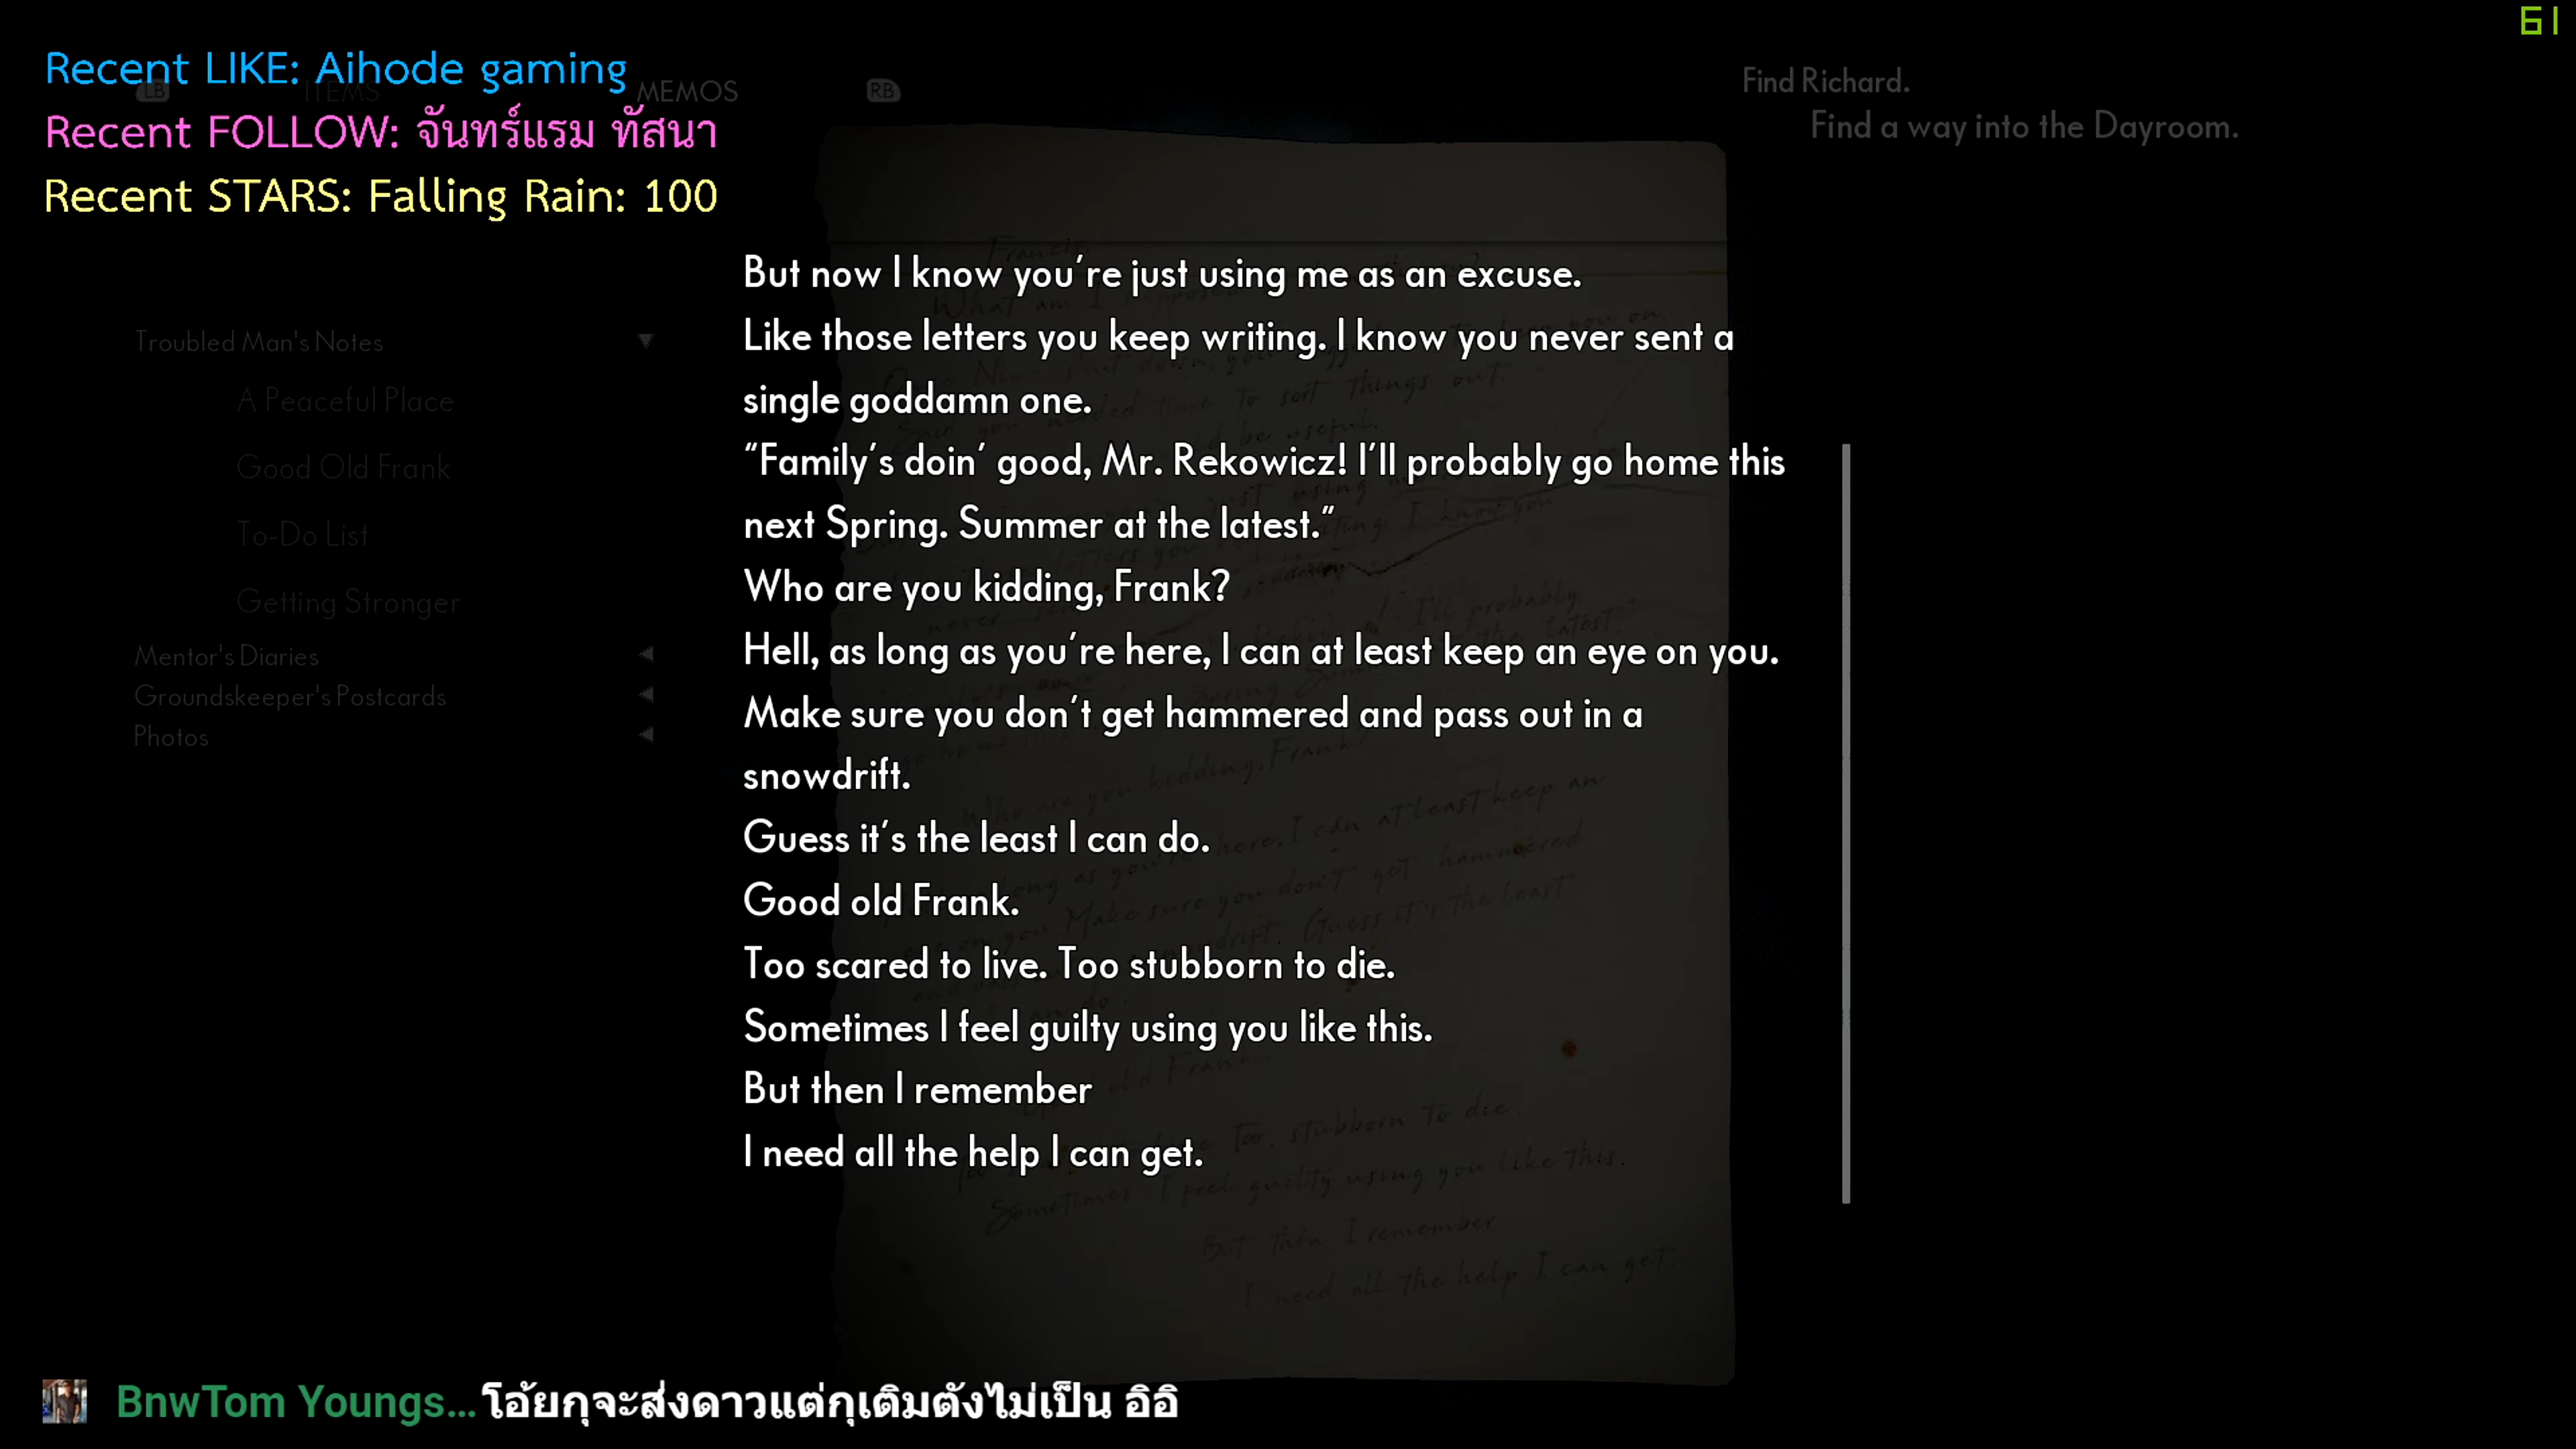 61
Recent LIKE: Aihode gaming
LB ITEMS MEMOS RB
Recent FOLLOW: จันทร์แรม ทัสนา
Recent STARS: Falling Rain: 100
Find Richard.
Find a way into the Dayroom.
Troubled Man's Notes
A Peaceful Place
Good Old Frank
To-Do List
Getting Stronger
Mentor's Diaries
Groundskeeper's Postcards
Photos
But now I know you're just using me as an excuse.
Like those letters you keep writing. I know you never sent a
single goddamn one.
"Family's doin' good, Mr. Rekowicz! I'll probably go home this
next Spring. Summer at the latest."
Who are you kidding, Frank?
Hell, as long as you're here, I can at least keep an eye on you.
Make sure you don't get hammered and pass out in a
snowdrift.
Guess it's the least I can do.
Good old Frank.
Too scared to live. Too stubborn to die.
Sometimes I feel guilty using you like this.
But then I remember
I need all the help I can get.
BnwTom Youngs... โอ้ยกุจะส่งดาวแต่กุเติมตังไม่เป็น อิอิ